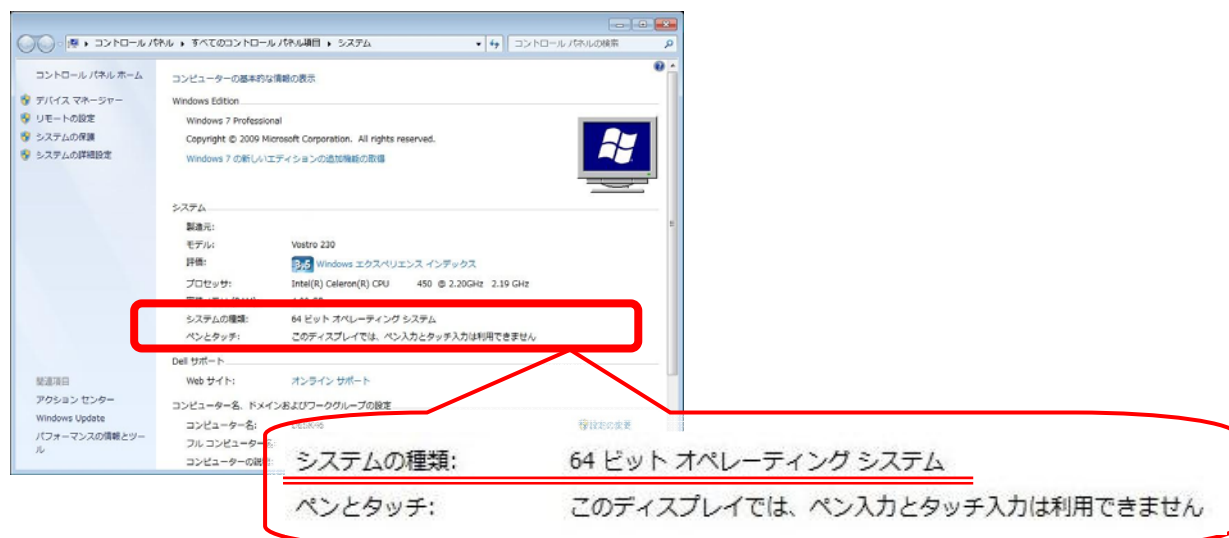 コントロール パネル ▸ すべてのコントロール パネル項目 ▸ システム
コントロール パネルの検索
コントロール パネル ホーム
デバイス マネージャー
リモートの設定
システムの保護
システムの詳細設定
関連項目
アクション センター
Windows Update
パフォーマンスの情報とツー
ル
コンピューターの基本的な情報の表示
Windows Edition
Windows 7 Professional
Copyright © 2009 Microsoft Corporation. All rights reserved.
Windows 7 の新しいエディションの追加機能の取得
システム
製造元:
モデル: Vostro 230
評価: 3.5 Windows エクスペリエンス インデックス
プロセッサ: Intel(R) Celeron(R) CPU 450 @ 2.20GHz 2.19 GHz
システムの種類: 64 ビット オペレーティング システム
ペンとタッチ: このディスプレイでは、ペン入力とタッチ入力は利用できません
Dell サポート
Web サイト: オンライン サポート
コンピューター名、ドメインおよびワークグループの設定
コンピューター名:
設定の変更
フル コンピューター
コンピューターの説
システムの種類: 64 ビット オペレーティング システム
ペンとタッチ: このディスプレイでは、ペン入力とタッチ入力は利用できません